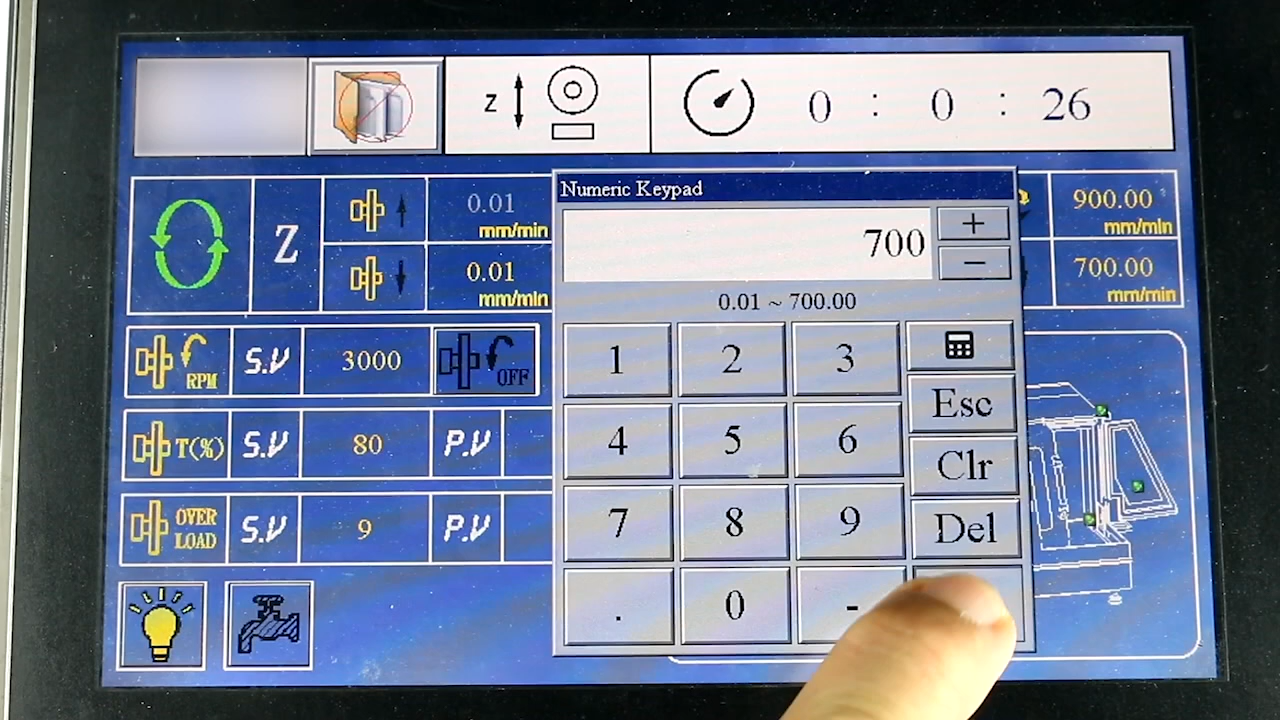 Z
0 : 0 : 26
Z
0.01
mm/min
0.01
mm/min
900.00
mm/min
700.00
mm/min
RPM
S.V
3000
OFF
T(%)
S.V
80
P.V
OVER
LOAD
S.V
9
P.V
Numeric Keypad
700
+
-
0.01 ~ 700.00
1 2 3
Esc
4 5 6
Clr
7 8 9
Del
. 0 -